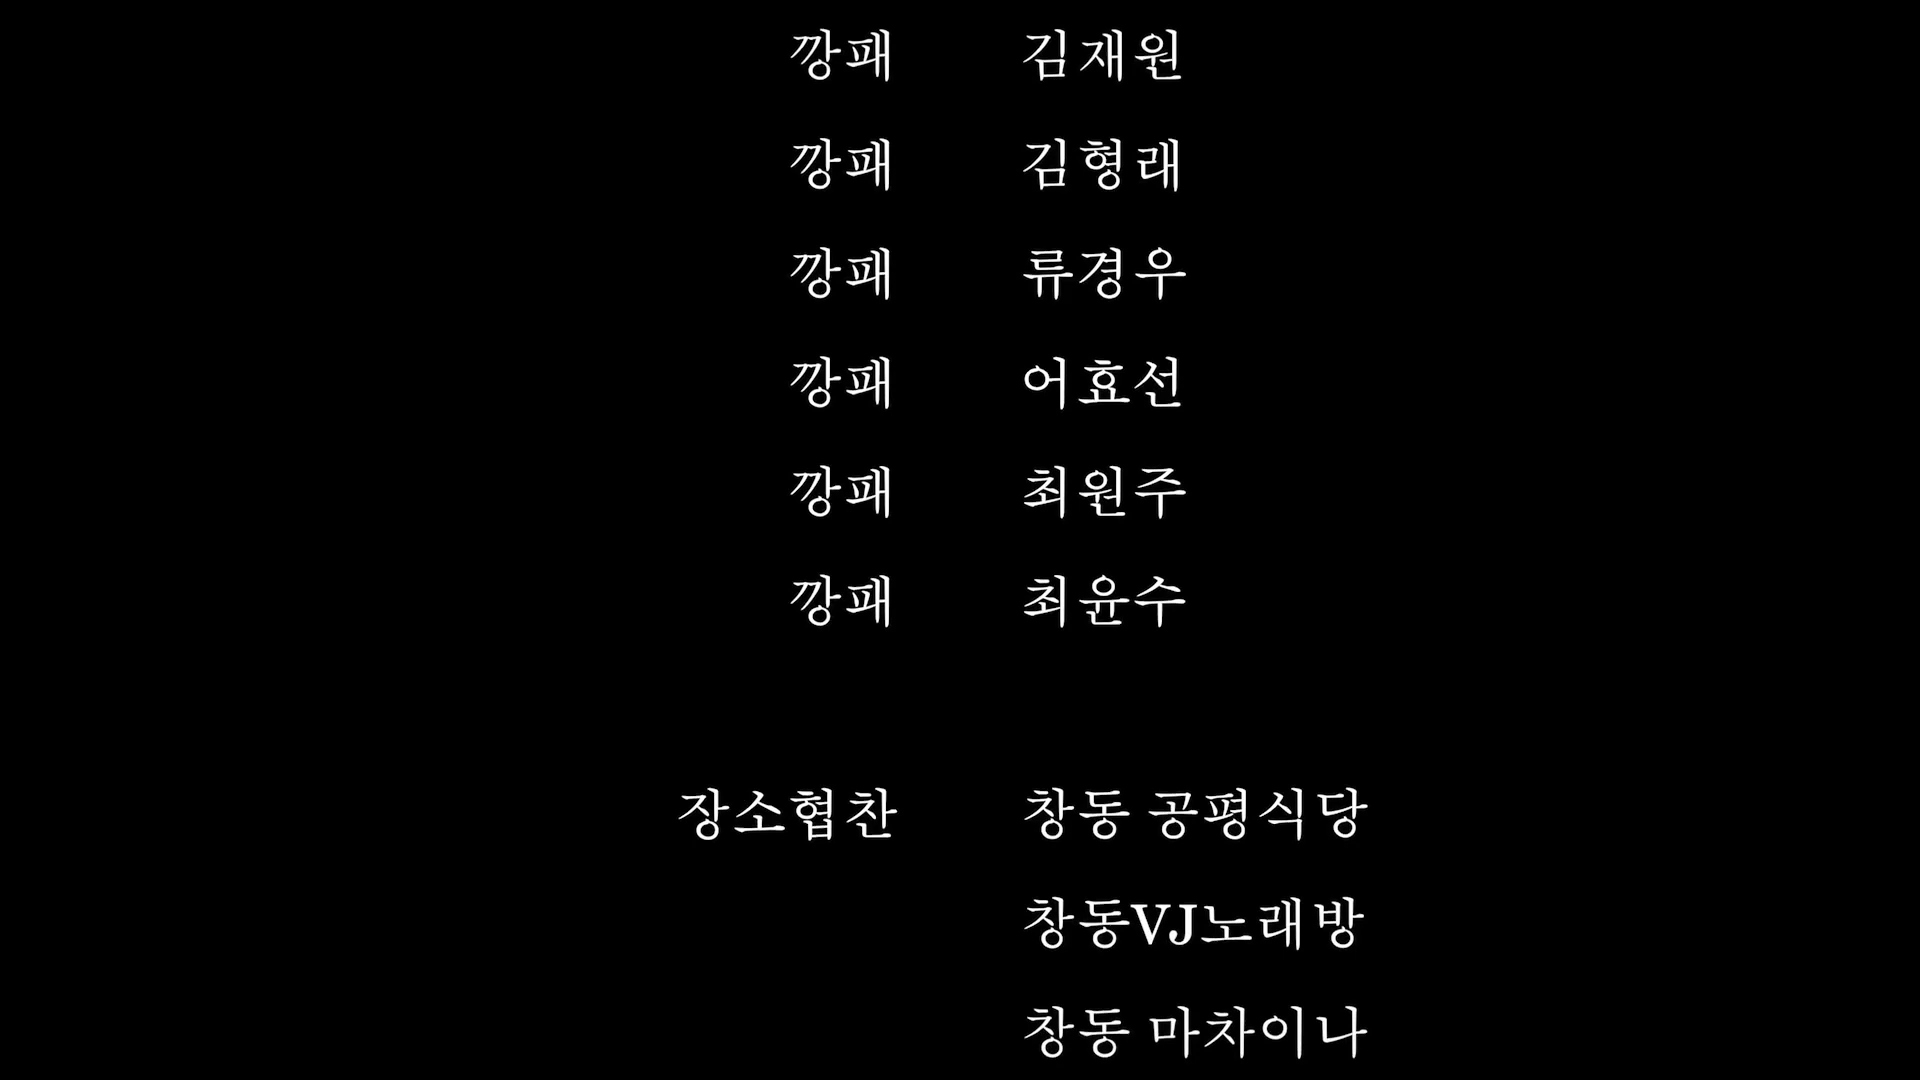 깡패 김재원
깡패 김형래
깡패 류경우
깡패 어효선
깡패 최원주
깡패 최윤수
장소협찬 창동 공평식당
창동VJ노래방
창동 마차이나